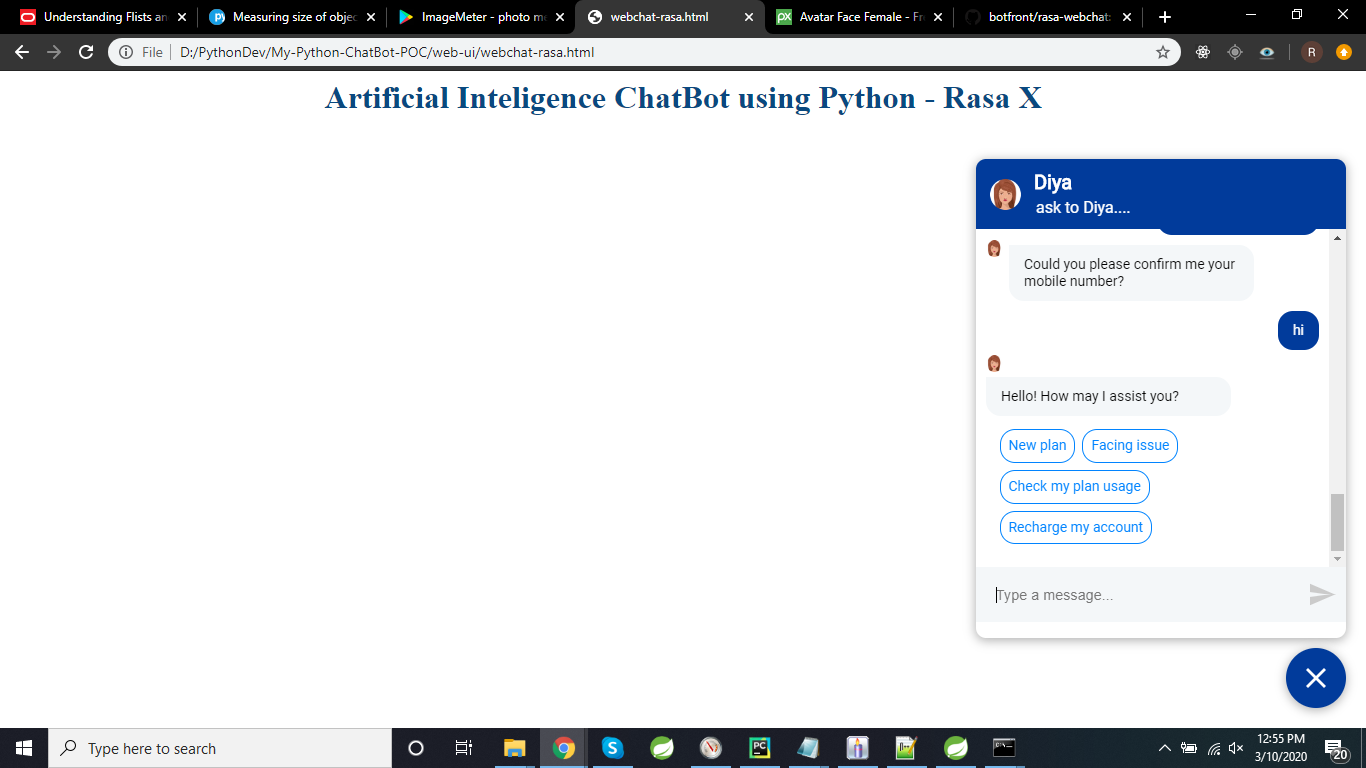 Understanding Flists an
Measuring size of objec
ImageMeter - photo me
webchat-rasa.html
Avatar Face Female - Fre
botfront/rasa-webchat:
File
D:/PythonDev/My-Python-ChatBot-POC/web-ui/webchat-rasa.html
R
Artificial Inteligence ChatBot using Python - Rasa X
Diya
ask to Diya....
Could you please confirm me your
mobile number?
hi
Hello! How may I assist you?
New plan
Facing issue
Check my plan usage
Recharge my account
Type a message...
Type here to search
12:55 PM
3/10/2020
20